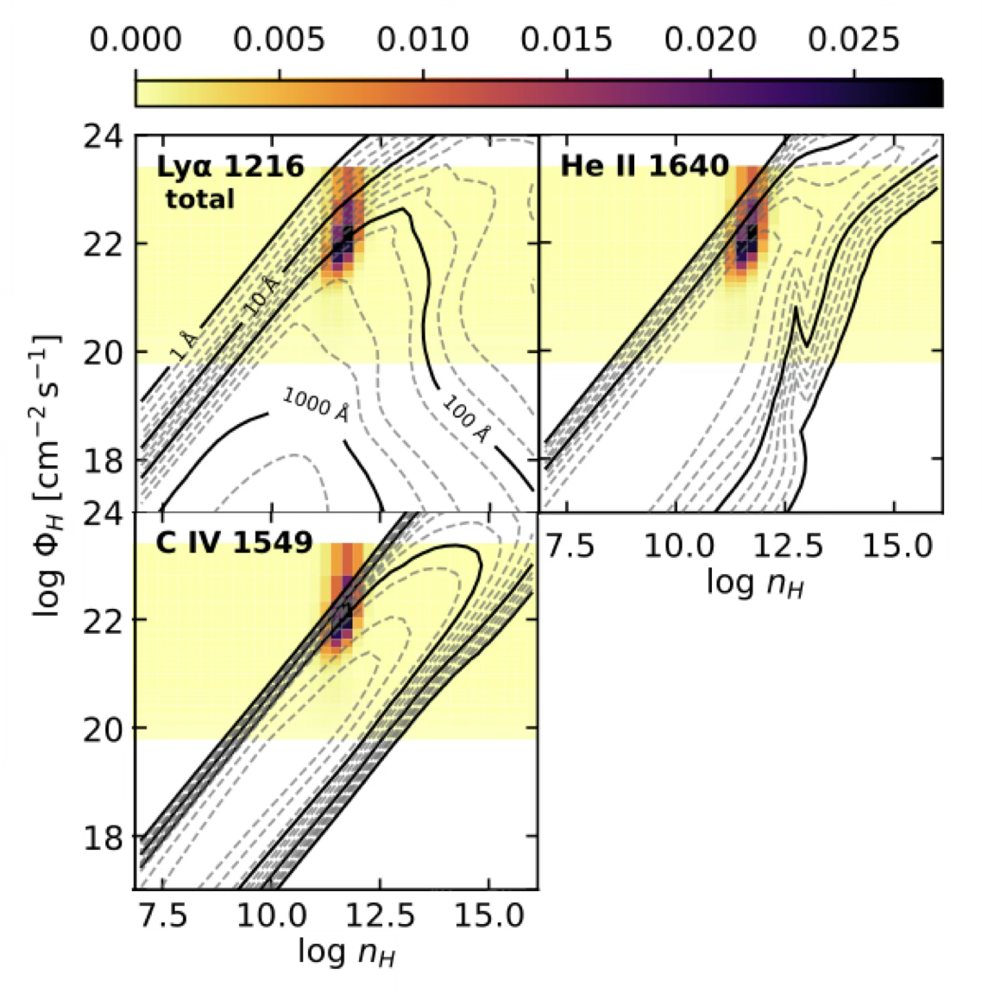 0.000 0.005 0.010 0.015 0.020 0.025
24
Lyα 1216
total
He II 1640
22
10 Å
1 Å
20
1000 Å
100 Å
18
log Φ_H [cm⁻² s⁻¹]
24
7.5 10.0 12.5 15.0
log n_H
C IV 1549
22
20
18
7.5 10.0 12.5 15.0
log n_H